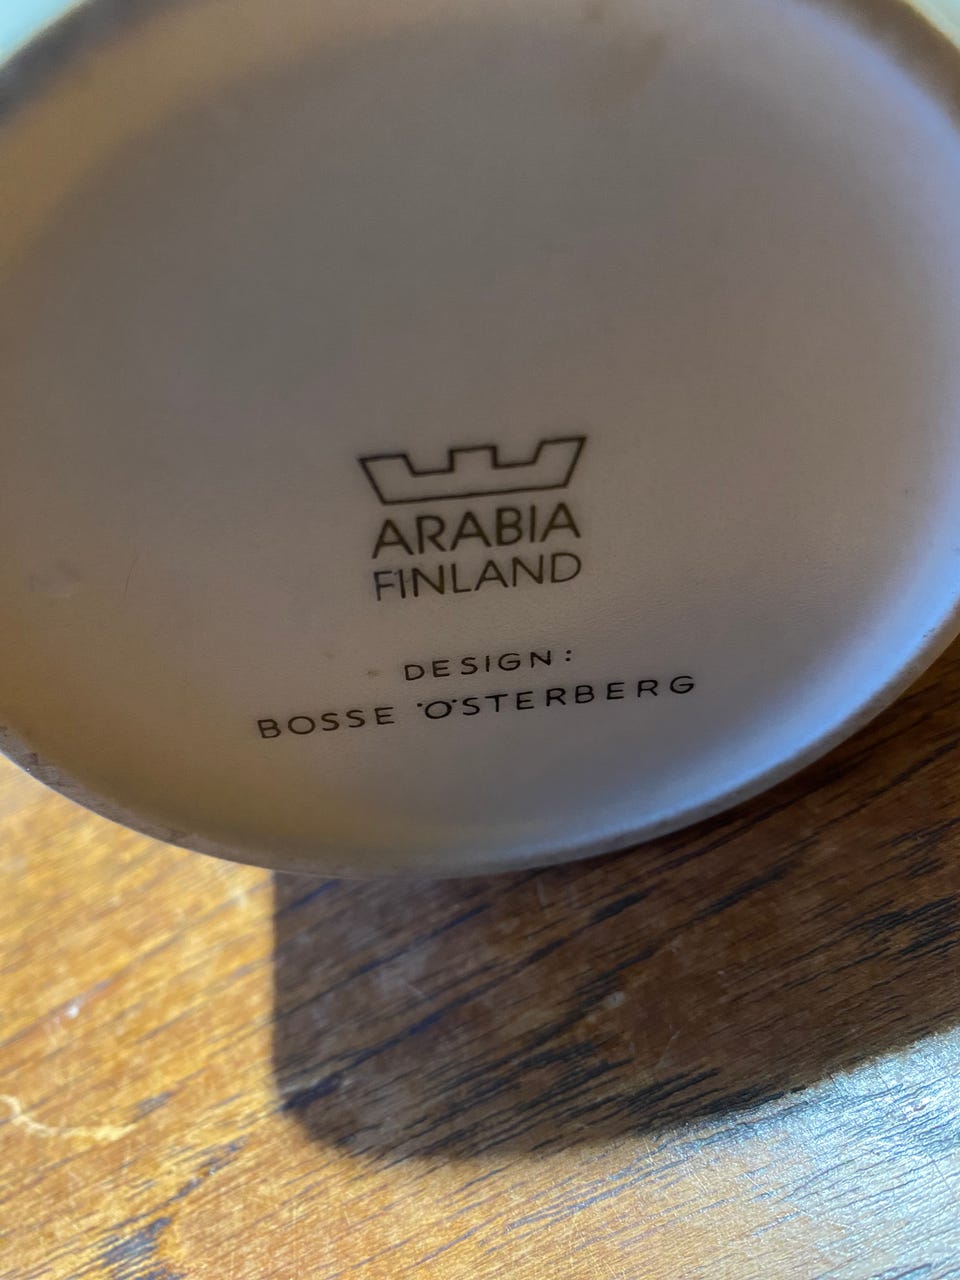 ARABIA
FINLAND
DESIGN:
BOSSE ÖSTERBERG